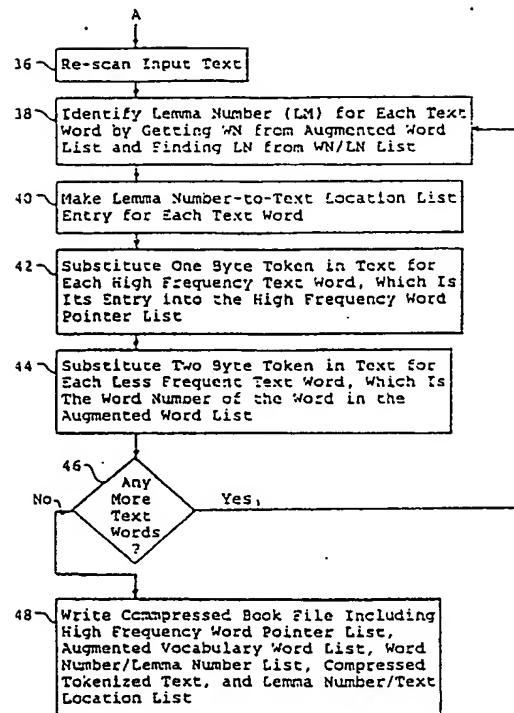 A
36 Re-scan Input Text
38 Identify Lemma Number (LM) for Each Text
Word by Getting WN from Augmented Word
List and Finding LN from WN/LN List
40 Make Lemma Number-to-Text Location List
Entry for Each Text Word
42 Substitute One Byte Token in Text for
Each High Frequency Text Word, Which Is
Its Entry into the High Frequency Word
Pointer List
44 Substitute Two Byte Token in Text for
Each Less Frequent Text Word, Which Is
The Word Number of the Word in the
Augmented Word List
46
Any
More
Text
Words
?
No
Yes,
48 Write Commpressed Book File Including
High Frequency Word Pointer List,
Augmented Vocabulary Word List, Word
Number/Lemma Number List, Compressed
Tokenized Text, and Lemma Number/Text
Location List